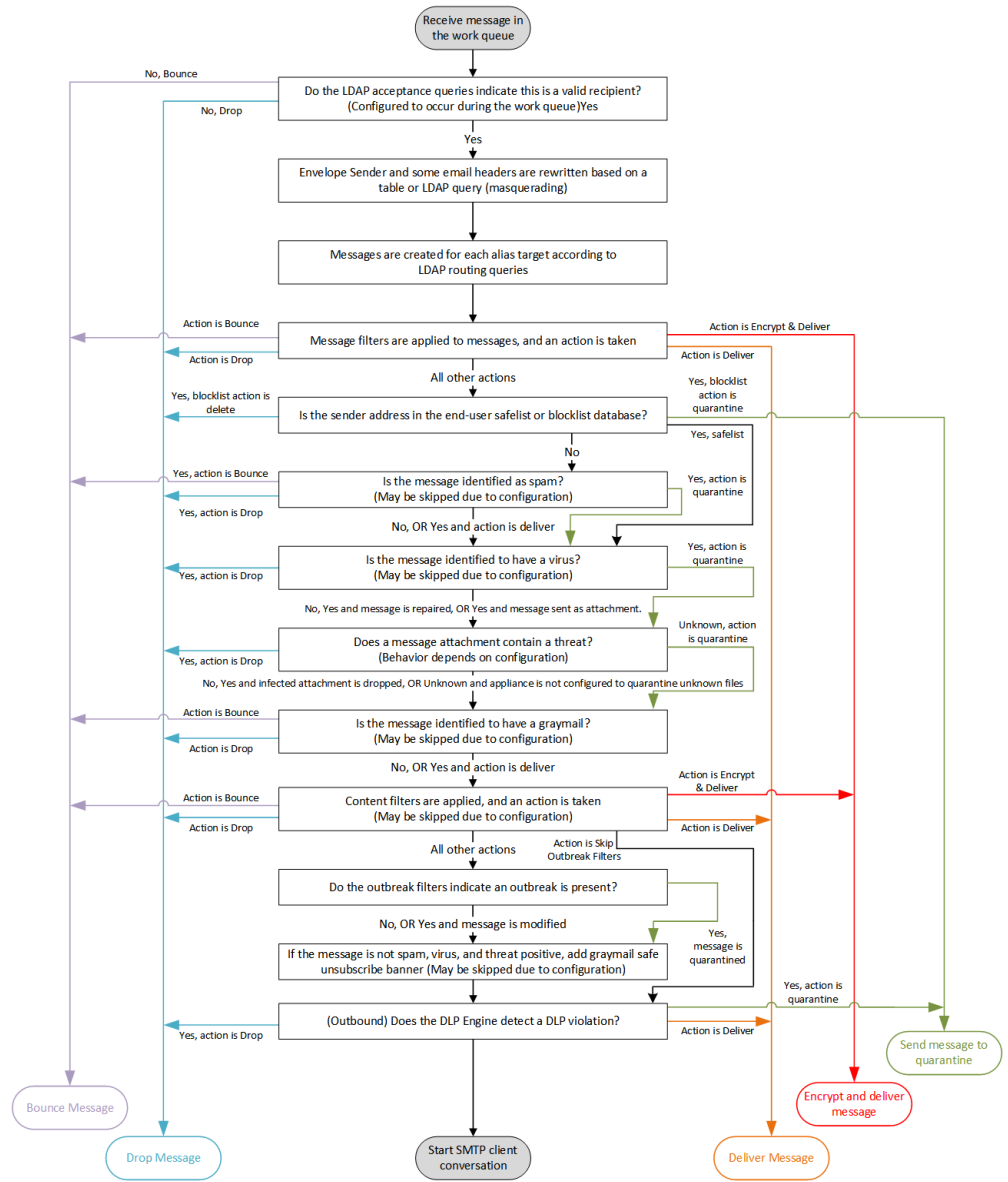 Receive message in
the work queue
No, Bounce
Do the LDAP acceptance queries indicate this is a valid recipient?
(Configured to occur during the work queue)Yes
No, Drop
Yes
Envelope Sender and some email headers are rewritten based on a
table or LDAP query (masquerading)
Messages are created for each alias target according to
LDAP routing queries
Action is Bounce
Action is Encrypt & Deliver
Message filters are applied to messages, and an action is taken
Action is Drop
Action is Deliver
All other actions
Yes, blocklist action is
delete
Yes, blocklist
action is
quarantine
Is the sender address in the end-user safelist or blocklist database?
Yes, safelist
No
Yes, action is Bounce
Is the message identified as spam?
(May be skipped due to configuration)
Yes, action is
quarantine
Yes, action is Drop
No, OR Yes and action is deliver
Is the message identified to have a virus?
(May be skipped due to configuration)
Yes, action is
quarantine
Yes, action is Drop
No, Yes and message is repaired, OR Yes and message sent as attachment.
Unknown, action
is quarantine
Does a message attachment contain a threat?
(Behavior depends on configuration)
Yes, action is Drop
No, Yes and infected attachment is dropped, OR Unknown and appliance is not configured to quarantine unknown files
Action is Bounce
Is the message identified to have a graymail?
(May be skipped due to configuration)
Action is Drop
No, OR Yes and action is deliver
Action is Encrypt
& Deliver
Action is Bounce
Content filters are applied, and an action is taken
(May be skipped due to configuration)
Action is Drop
Action is Deliver
All other actions
Action is Skip
Outbreak Filters
Do the outbreak filters indicate an outbreak is present?
No, OR Yes and message is modified
Yes,
message is
quarantined
If the message is not spam, virus, and threat positive, add graymail safe
unsubscribe banner (May be skipped due to configuration)
Yes, action is
quarantine
(Outbound) Does the DLP Engine detect a DLP violation?
Yes, action is Drop
Action is Deliver
Send message to
quarantine
Bounce Message
Encrypt and deliver
message
Drop Message
Start SMTP client
conversation
Deliver Message